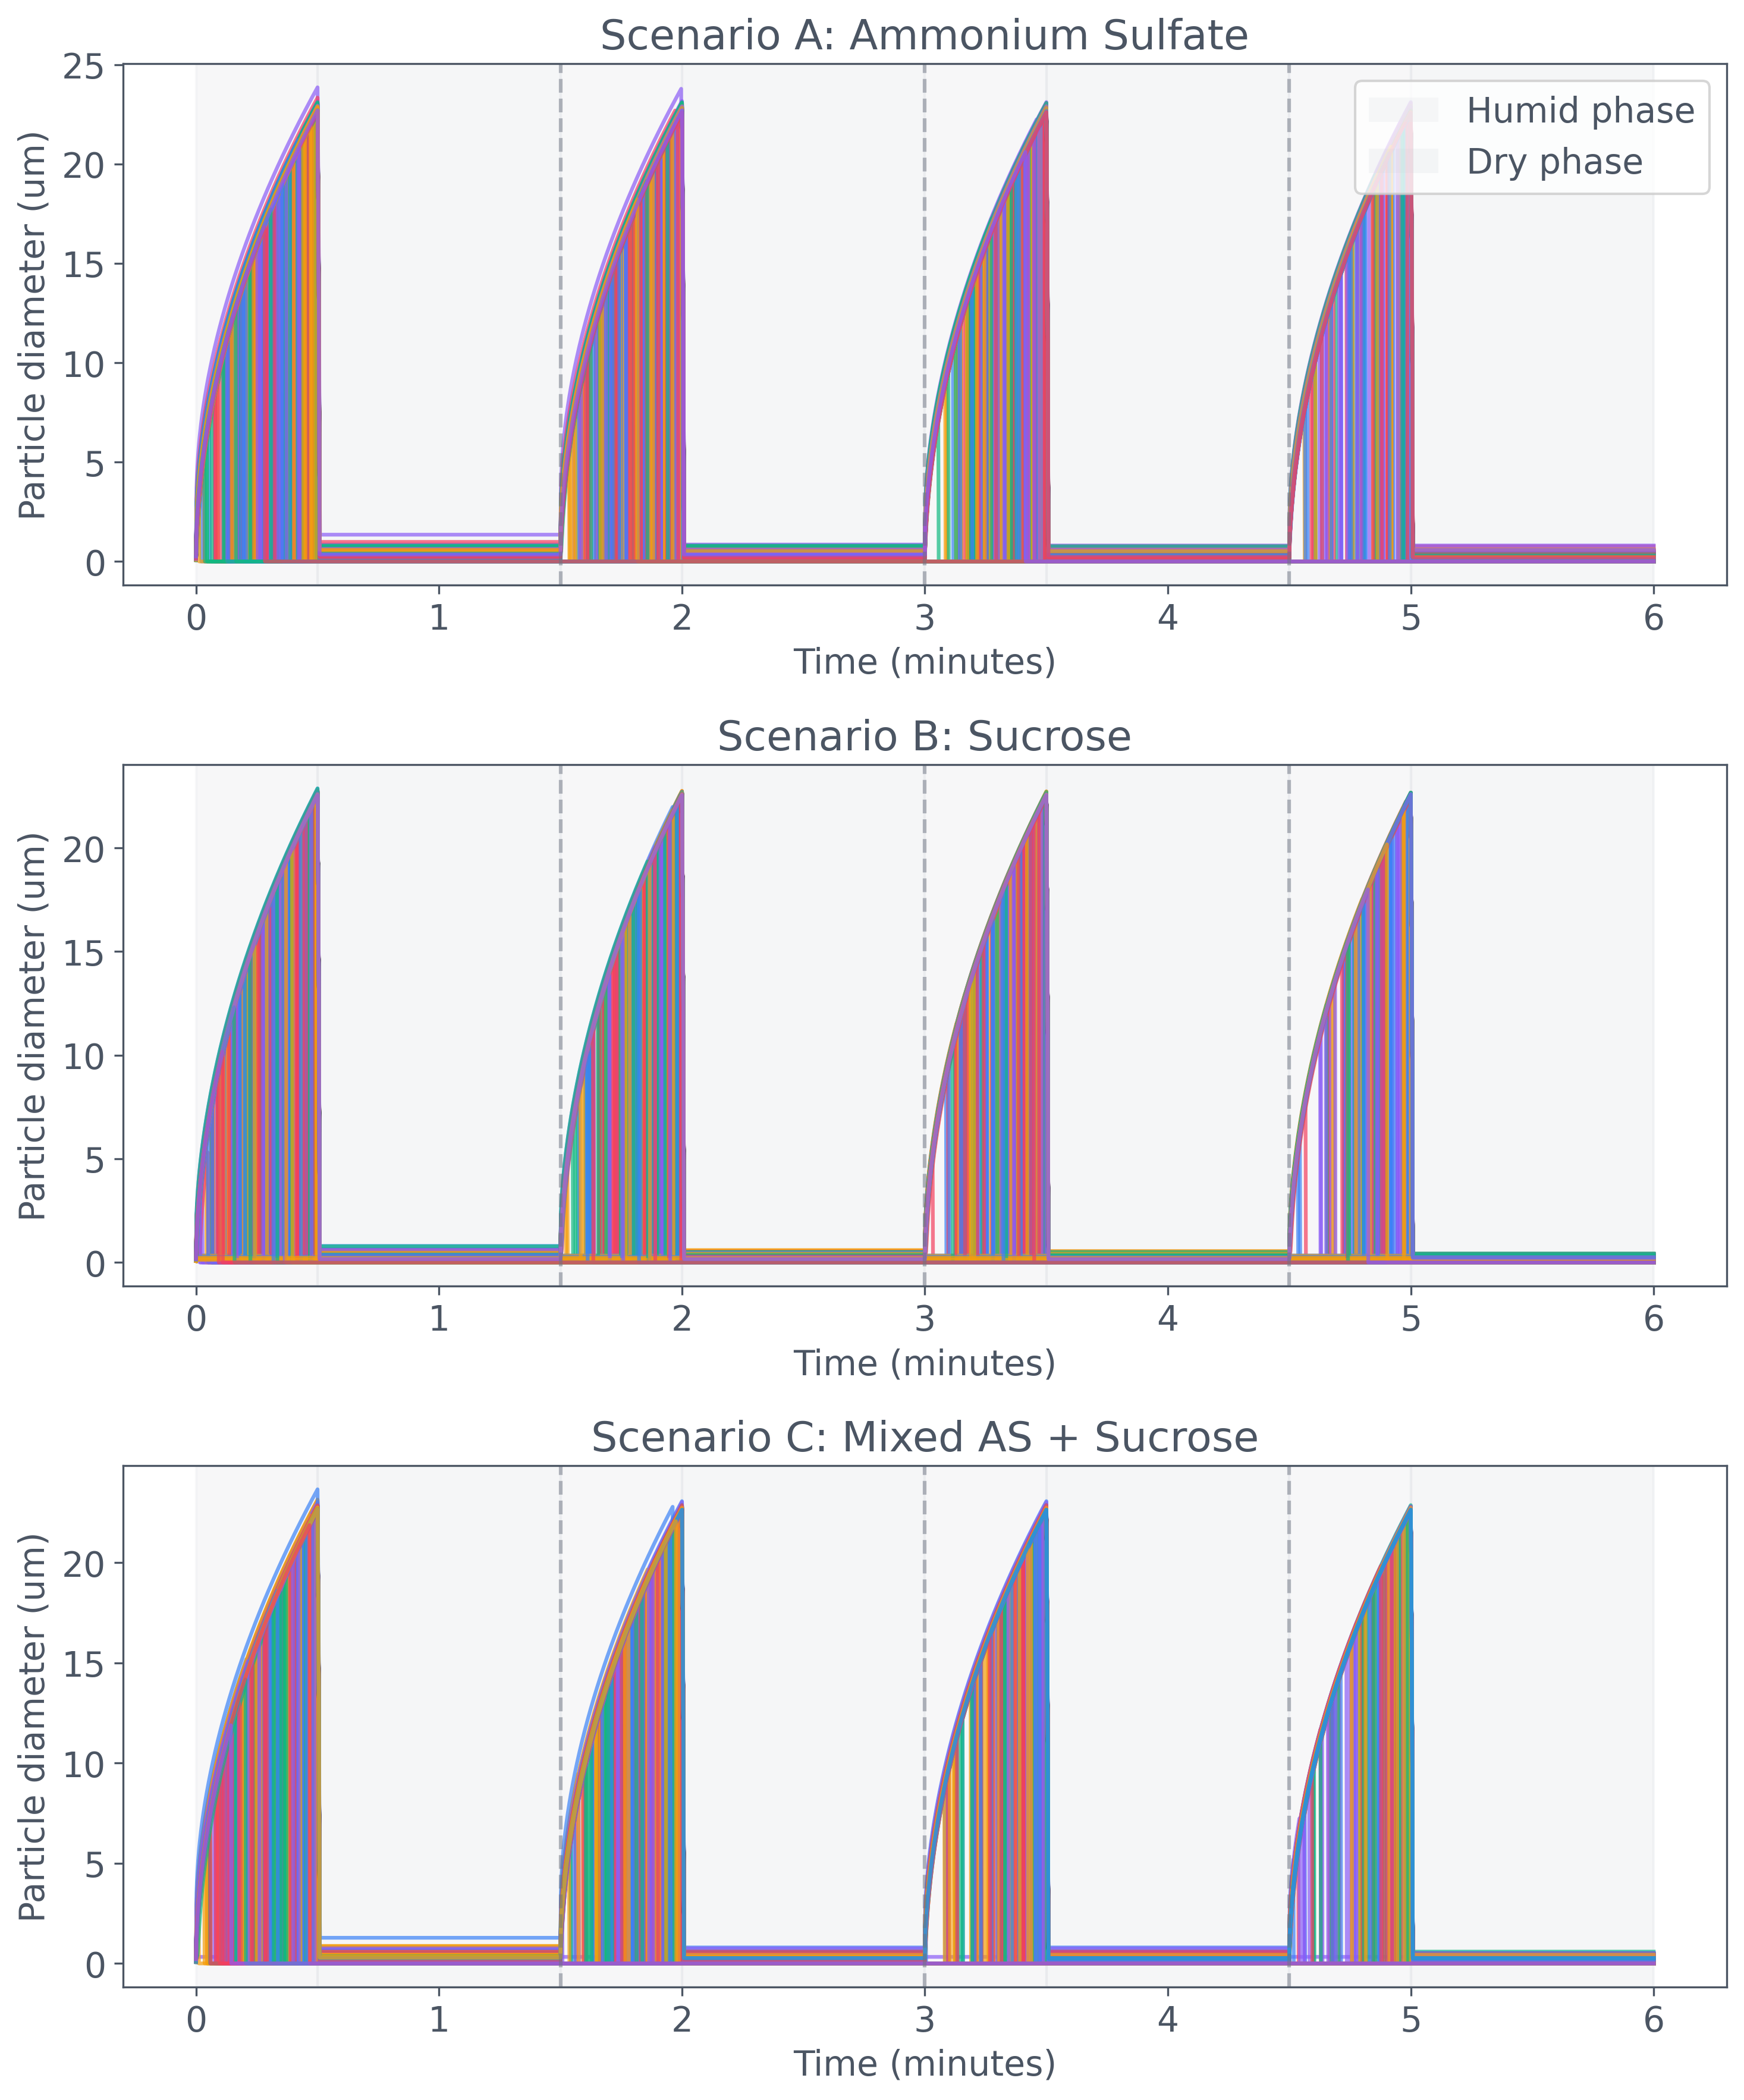 Scenario A: Ammonium Sulfate
Particle diameter (um)
25
20
15
10
5
0
Humid phase
Dry phase
0 1 2 3 4 5 6
Time (minutes)
Scenario B: Sucrose
Particle diameter (um)
20
15
10
5
0
0 1 2 3 4 5 6
Time (minutes)
Scenario C: Mixed AS + Sucrose
Particle diameter (um)
20
15
10
5
0
0 1 2 3 4 5 6
Time (minutes)